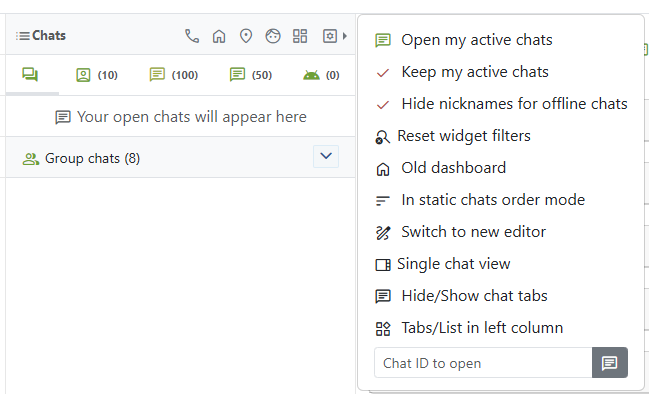 Chats
(10)
(100)
(50)
(0)
Your open chats will appear here
Group chats (8)
Open my active chats
Keep my active chats
Hide nicknames for offline chats
Reset widget filters
Old dashboard
In static chats order mode
Switch to new editor
Single chat view
Hide/Show chat tabs
Tabs/List in left column
Chat ID to open